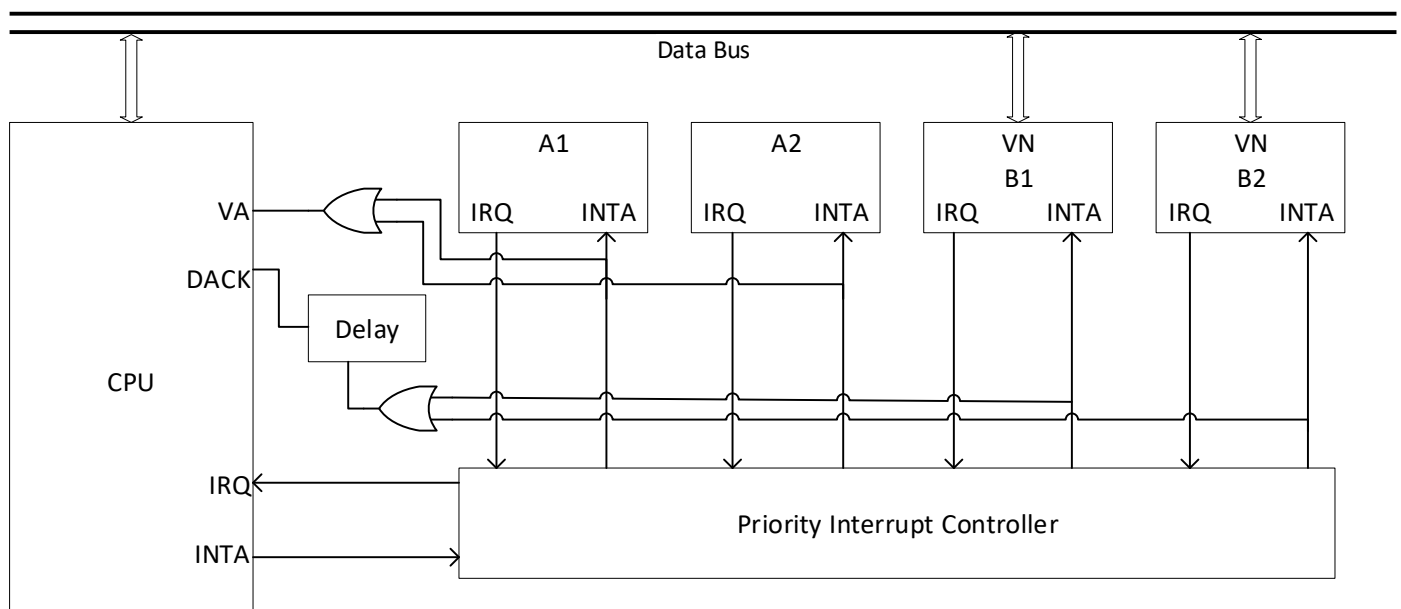 Data Bus
A1
A2
VN
VN
B1
B2
VA
IRQ
INTA
IRQ
INTA
IRQ
INTA
IRQ
INTA
DACK
Delay
CPU
IRQ
Priority Interrupt Controller
INTA